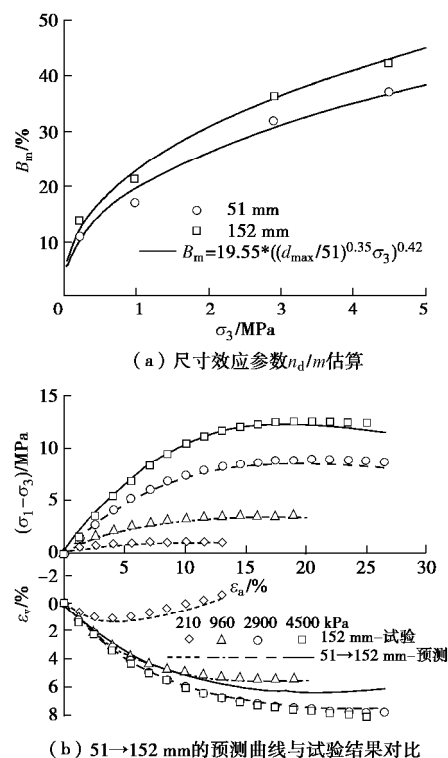 50
40
30
20
10
B_m/%
51 mm
152 mm
B_m=19.55*((d_max/51)^0.35σ_3)^0.42
0 1 2 3 4 5
σ_3/MPa
(a) 尺寸效应参数n_d/m估算
15
10
5
0
(σ_1-σ_3)/MPa
5 10 15 20 25 30
ε_a/%
-2
0
2
4
6
8
ε_v/%
210 960 2900 4500 kPa
152 mm-试验
51→152 mm-预测
(b) 51→152 mm的预测曲线与试验结果对比